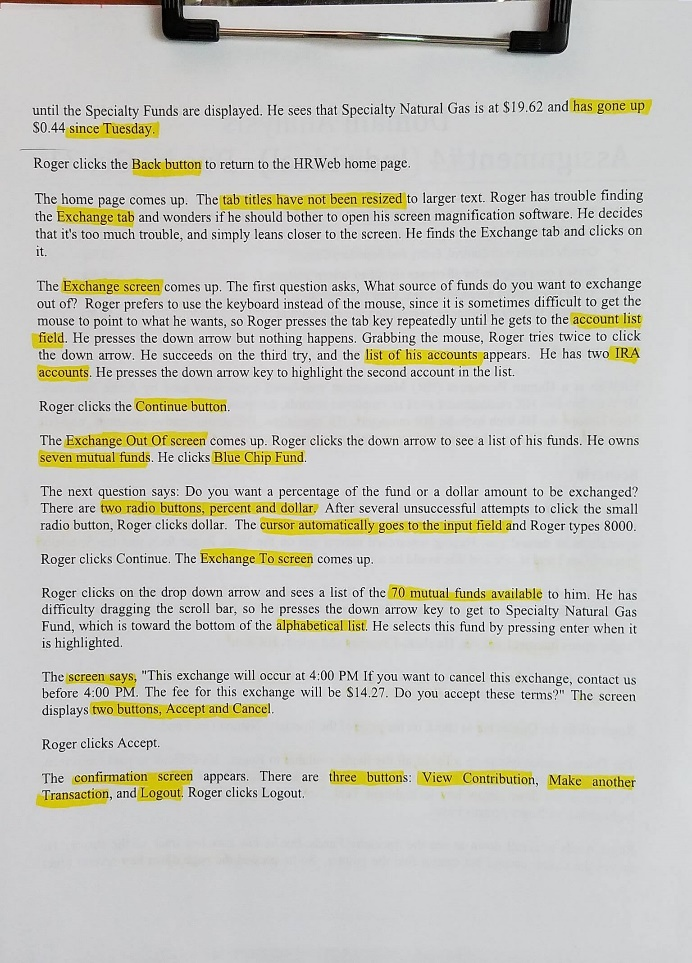 until the Specialty Funds are displayed. He sees that Specialty Natural Gas is at $19.62 and has gone up
$0.44 since Tuesday.
Roger clicks the Back button to return to the HRWeb home page.
The home page comes up. The tab titles have not been resized to larger text. Roger has trouble finding
the Exchange tab and wonders if he should bother to open his screen magnification software. He decides
that it's too much trouble, and simply leans closer to the screen. He finds the Exchange tab and clicks on
it.
The Exchange screen comes up. The first question asks, What source of funds do you want to exchange
out of? Roger prefers to use the keyboard instead of the mouse, since it is sometimes difficult to get the
mouse to point to what he wants, so Roger presses the tab key repeatedly until he gets to the account list
field. He presses the down arrow but nothing happens. Grabbing the mouse, Roger tries twice to click
the down arrow. He succeeds on the third try, and the list of his accounts appears. He has two IRA
accounts. He presses the down arrow key to highlight the second account in the list.
Roger clicks the Continue button.
The Exchange Out Of screen comes up. Roger clicks the down arrow to see a list of his funds. He owns
seven mutual funds. He clicks Blue Chip Fund.
The next question says: Do you want a percentage of the fund or a dollar amount to be exchanged?
There are two radio buttons, percent and dollar. After several unsuccessful attempts to click the small
radio button, Roger clicks dollar. The cursor automatically goes to the input field and Roger types 8000.
Roger clicks Continue. The Exchange To screen comes up.
Roger clicks on the drop down arrow and sees a list of the 70 mutual funds available to him. He has
difficulty dragging the scroll bar, so he presses the down arrow key to get to Specialty Natural Gas
Fund, which is toward the bottom of the alphabetical list. He selects this fund by pressing enter when it
is highlighted.
The screen says, "This exchange will occur at 4:00 PM If you want to cancel this exchange, contact us
before 4:00 PM. The fee for this exchange will be $14.27. Do you accept these terms?" The screen
displays two buttons, Accept and Cancel.
Roger clicks Accept.
The confirmation screen appears. There are three buttons: View Contribution, Make another
Transaction, and Logout. Roger clicks Logout.